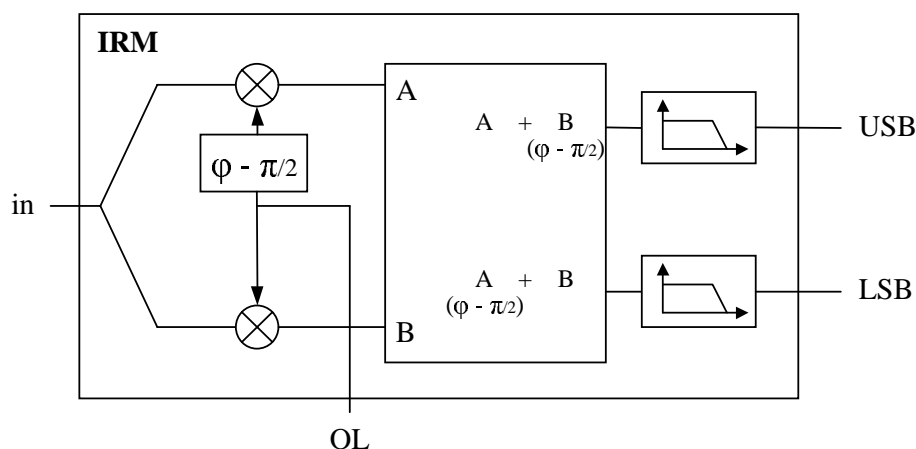 IRM
A
A + B
(φ - π/2)
USB
φ - π/2
in
A + B
(φ - π/2)
LSB
B
OL